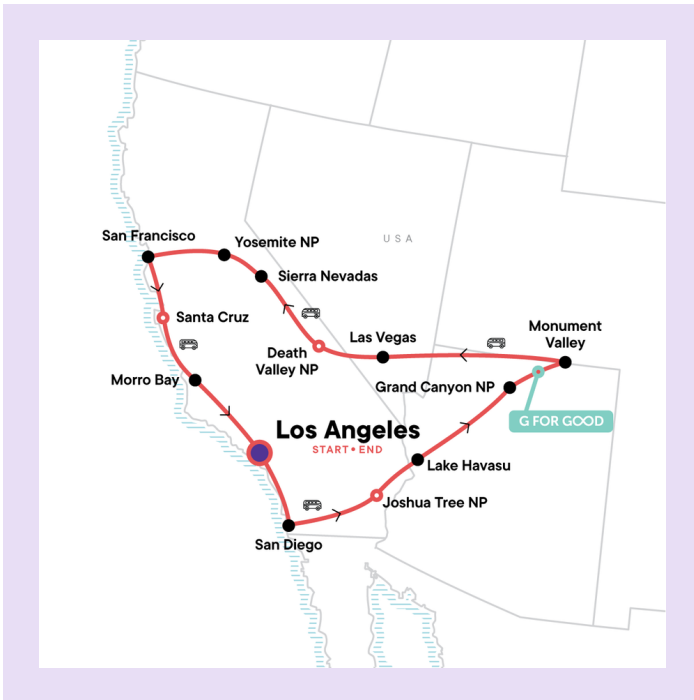 San Francisco
Yosemite NP
USA
Sierra Nevadas
Santa Cruz
Las Vegas
Monument
Valley
Death
Valley NP
Morro Bay
Grand Canyon NP
G FOR GOOD
Los Angeles
START • END
Lake Havasu
Joshua Tree NP
San Diego